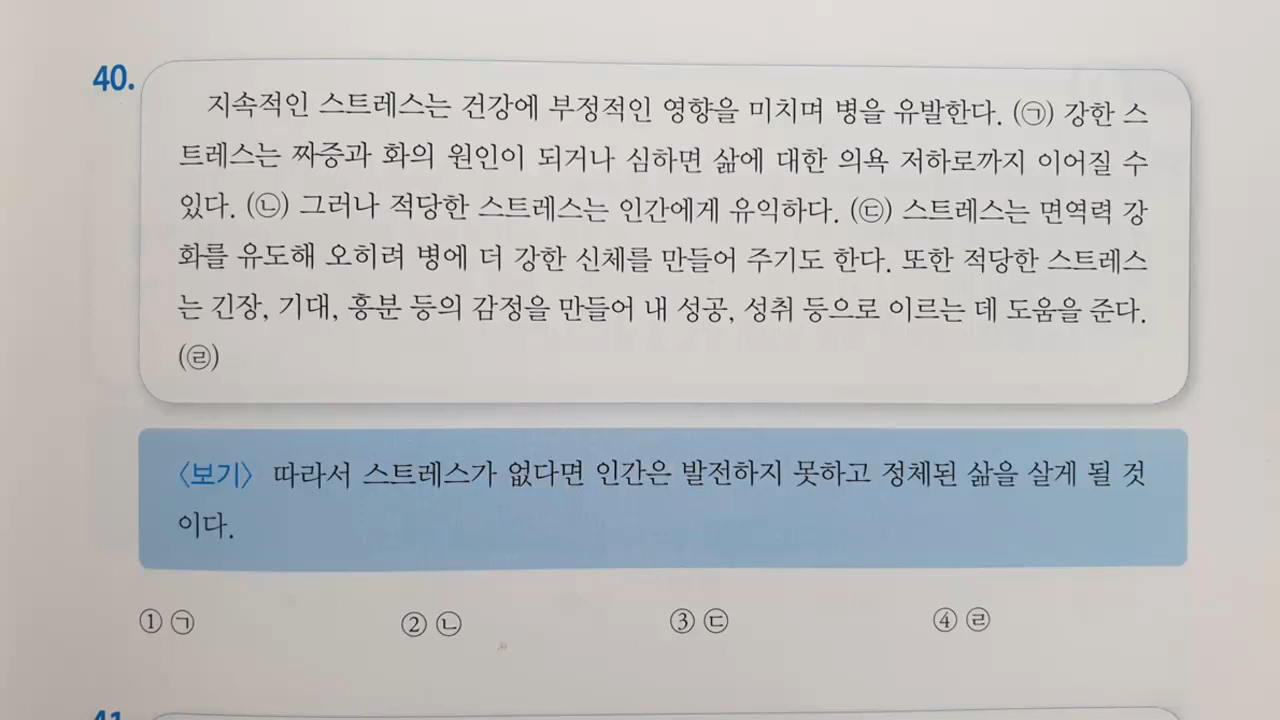 40.
지속적인 스트레스는 건강에 부정적인 영향을 미치며 병을 유발한다. (㉠) 강한 스
트레스는 짜증과 화의 원인이 되거나 심하면 삶에 대한 의욕 저하로까지 이어질 수
있다. (㉡) 그러나 적당한 스트레스는 인간에게 유익하다. (㉢) 스트레스는 면역력 강
화를 유도해 오히려 병에 더 강한 신체를 만들어 주기도 한다. 또한 적당한 스트레스
는 긴장, 기대, 흥분 등의 감정을 만들어 내 성공, 성취 등으로 이르는 데 도움을 준다.
(㉣)
〈보기〉 따라서 스트레스가 없다면 인간은 발전하지 못하고 정체된 삶을 살게 될 것
이다.
① ㉠ ② ㉡ ③ ㉢ ④ ㉣
41